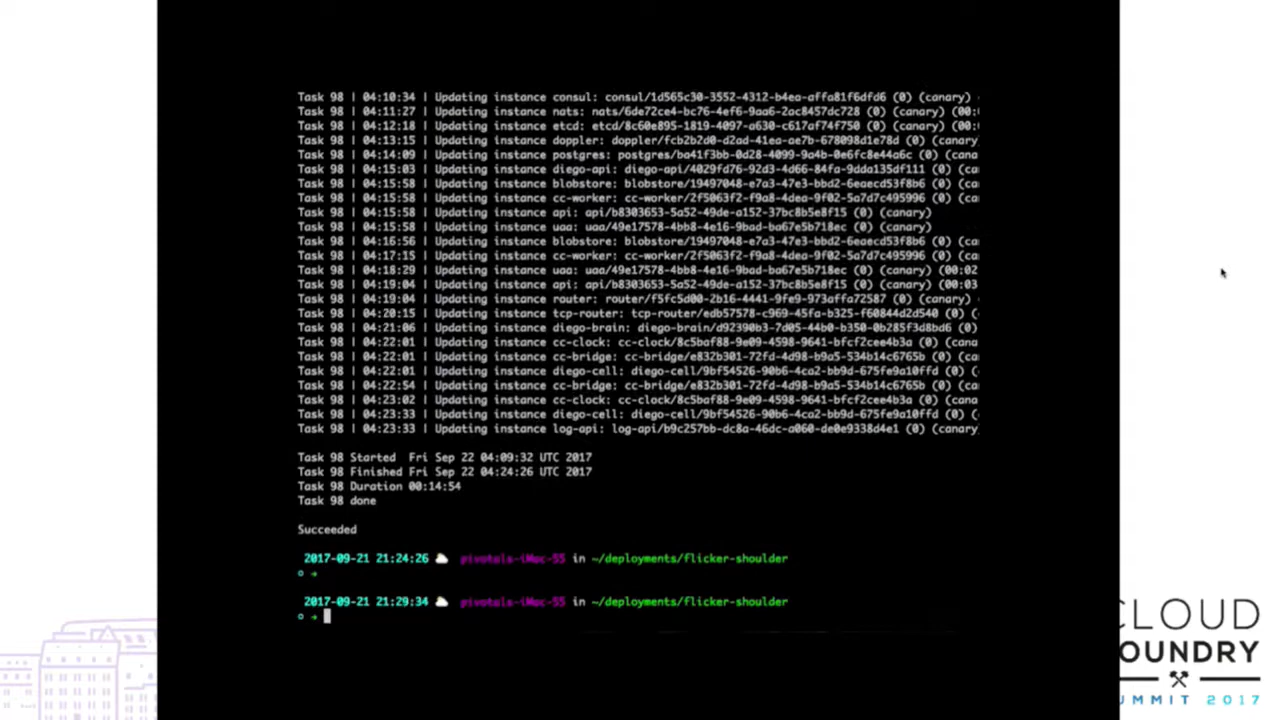 Task 98 | 04:10:34 | Updating instance consul: consul/1d565c30-3552-4312-b4ea-affa81f6dfd6 (0) (canary)
Task 98 | 04:11:27 | Updating instance nats: nats/6de72ce4-bc76-4ef6-9aa6-2ac8457dc728 (0) (canary) (00:
Task 98 | 04:12:18 | Updating instance etcd: etcd/8c60e895-1819-4097-a630-c617af74f750 (0) (canary) (00:
Task 98 | 04:13:15 | Updating instance doppler: doppler/fcb2b2d0-d2ad-41ea-ae7b-678098d1e78d (0) (canary)
Task 98 | 04:14:09 | Updating instance postgres: postgres/ba41f3bb-0d28-4099-9a4b-0e6fc8e44a6c (0) (cana
Task 98 | 04:15:03 | Updating instance diego-api: diego-api/4029fd76-92d3-4d66-84fa-9dda135df111 (0) (ca
Task 98 | 04:15:58 | Updating instance blobstore: blobstore/19497048-e7a3-47e3-bbd2-6eaecd53f8b6 (0) (ca
Task 98 | 04:15:58 | Updating instance cc-worker: cc-worker/2f5063f2-f9a8-4dea-9f02-5a7d7c495996 (0) (ca
Task 98 | 04:15:58 | Updating instance api: api/b8303653-5a52-49de-a152-37bc8b5e8f15 (0) (canary)
Task 98 | 04:15:58 | Updating instance uaa: uaa/49e17578-4bb8-4e16-9bad-ba67e5b718ec (0) (canary)
Task 98 | 04:16:56 | Updating instance blobstore: blobstore/19497048-e7a3-47e3-bbd2-6eaecd53f8b6 (0) (ca
Task 98 | 04:17:15 | Updating instance cc-worker: cc-worker/2f5063f2-f9a8-4dea-9f02-5a7d7c495996 (0) (ca
Task 98 | 04:18:29 | Updating instance uaa: uaa/49e17578-4bb8-4e16-9bad-ba67e5b718ec (0) (canary) (00:02
Task 98 | 04:19:04 | Updating instance api: api/b8303653-5a52-49de-a152-37bc8b5e8f15 (0) (canary) (00:03
Task 98 | 04:19:04 | Updating instance router: router/f5fc5d00-2b16-4441-9fe9-973affa72587 (0) (canary)
Task 98 | 04:20:15 | Updating instance tcp-router: tcp-router/edb57578-c969-45fa-b325-f60844d2d540 (0) (
Task 98 | 04:21:06 | Updating instance diego-brain: diego-brain/d92390b3-7d05-44b0-b350-0b285f3d8bd6 (0)
Task 98 | 04:22:01 | Updating instance cc-clock: cc-clock/8c5baf88-9e09-4598-9641-bfcf2cee4b3a (0) (cana
Task 98 | 04:22:01 | Updating instance cc-bridge: cc-bridge/e832b301-72fd-4d98-b9a5-534b14c6765b (0) (ca
Task 98 | 04:22:01 | Updating instance diego-cell: diego-cell/9bf54526-90b6-4ca2-bb9d-675fe9a10ffd (0) (
Task 98 | 04:22:54 | Updating instance cc-bridge: cc-bridge/e832b301-72fd-4d98-b9a5-534b14c6765b (0) (ca
Task 98 | 04:23:02 | Updating instance cc-clock: cc-clock/8c5baf88-9e09-4598-9641-bfcf2cee4b3a (0) (cana
Task 98 | 04:23:33 | Updating instance diego-cell: diego-cell/9bf54526-90b6-4ca2-bb9d-675fe9a10ffd (0) (
Task 98 | 04:23:33 | Updating instance log-api: log-api/b9c257bb-dc8a-46dc-a060-de0e9338d4e1 (0) (canary
Task 98 Started  Fri Sep 22 04:09:32 UTC 2017
Task 98 Finished Fri Sep 22 04:24:26 UTC 2017
Task 98 Duration 00:14:54
Task 98 done
Succeeded
2017-09-21 21:24:26 pivotals-iMac-55 in ~/deployments/flicker-shoulder
2017-09-21 21:29:34 pivotals-iMac-55 in ~/deployments/flicker-shoulder
CLOUD
OUNDRY
UMMIT 2017